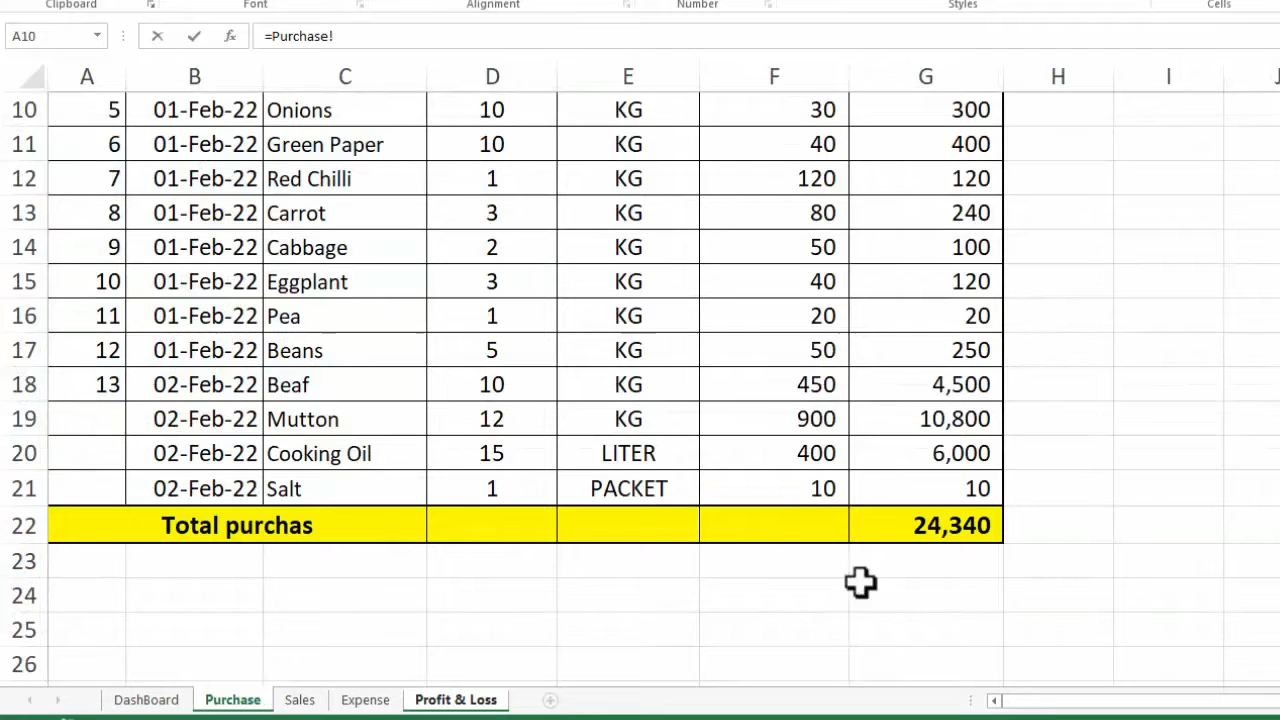 Clipboard Font Alignment Number Styles Cells
A10 fx =Purchase!
A B C D E F G H I J
10 5 01-Feb-22 Onions 10 KG 30 300
11 6 01-Feb-22 Green Paper 10 KG 40 400
12 7 01-Feb-22 Red Chilli 1 KG 120 120
13 8 01-Feb-22 Carrot 3 KG 80 240
14 9 01-Feb-22 Cabbage 2 KG 50 100
15 10 01-Feb-22 Eggplant 3 KG 40 120
16 11 01-Feb-22 Pea 1 KG 20 20
17 12 01-Feb-22 Beans 5 KG 50 250
18 13 02-Feb-22 Beaf 10 KG 450 4,500
19 02-Feb-22 Mutton 12 KG 900 10,800
20 02-Feb-22 Cooking Oil 15 LITER 400 6,000
21 02-Feb-22 Salt 1 PACKET 10 10
22 Total purchas 24,340
23
24
25
26
DashBoard Purchase Sales Expense Profit & Loss